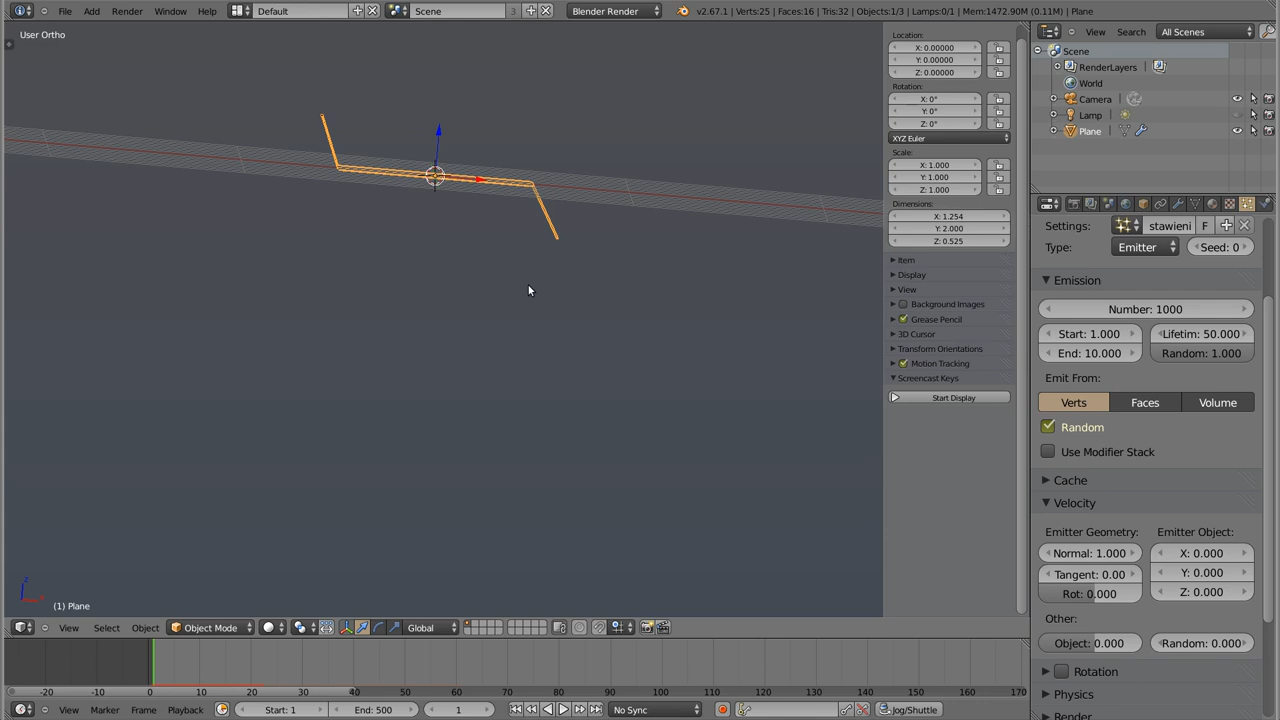 File Add Render Window Help Default Scene 3 Blender Render v2.67.1 | Verts:25 | Faces:16 | Tris:32 | Objects:1/3 | Lamps:0/1 | Mem:1472.90M (0.11M) | Plane
User Ortho
Location:
X: 0.00000
Y: 0.00000
Z: 0.00000
Rotation:
X: 0°
Y: 0°
Z: 0°
XYZ Euler
Scale:
X: 1.000
Y: 1.000
Z: 1.000
Dimensions:
X: 1.254
Y: 2.000
Z: 0.525
Item
Display
View
Background Images
Grease Pencil
3D Cursor
Transform Orientations
Motion Tracking
Screencast Keys
Start Display
View Search All Scenes
Scene
RenderLayers |
World
Camera |
Lamp |
Plane |
Settings: stawieni F
Type: Emitter Seed: 0
Emission
Number: 1000
Start: 1.000 Lifetim: 50.000
End: 10.000 Random: 1.000
Emit From:
Verts Faces Volume
Random
Use Modifier Stack
Cache
Velocity
Emitter Geometry: Emitter Object:
Normal: 1.000 X: 0.000
Tangent: 0.00 Y: 0.000
Rot: 0.000 Z: 0.000
Other:
Object: 0.000 Random: 0.000
Rotation
Physics
Render
z
(1) Plane
View Select Object Object Mode Global
-20 -10 0 10 20 30 40 50 60 70 80 90 100 110 120 130 140 150 160 170
View Marker Frame Playback Start: 1 End: 500 1 No Sync Jog/Shuttle